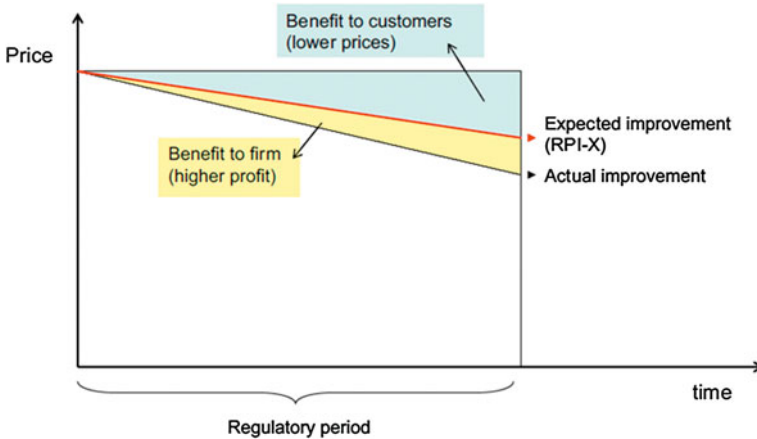 Benefit to customers
(lower prices)
Price
Expected improvement
(RPI-X)
Benefit to firm
(higher profit)
Actual improvement
time
Regulatory period